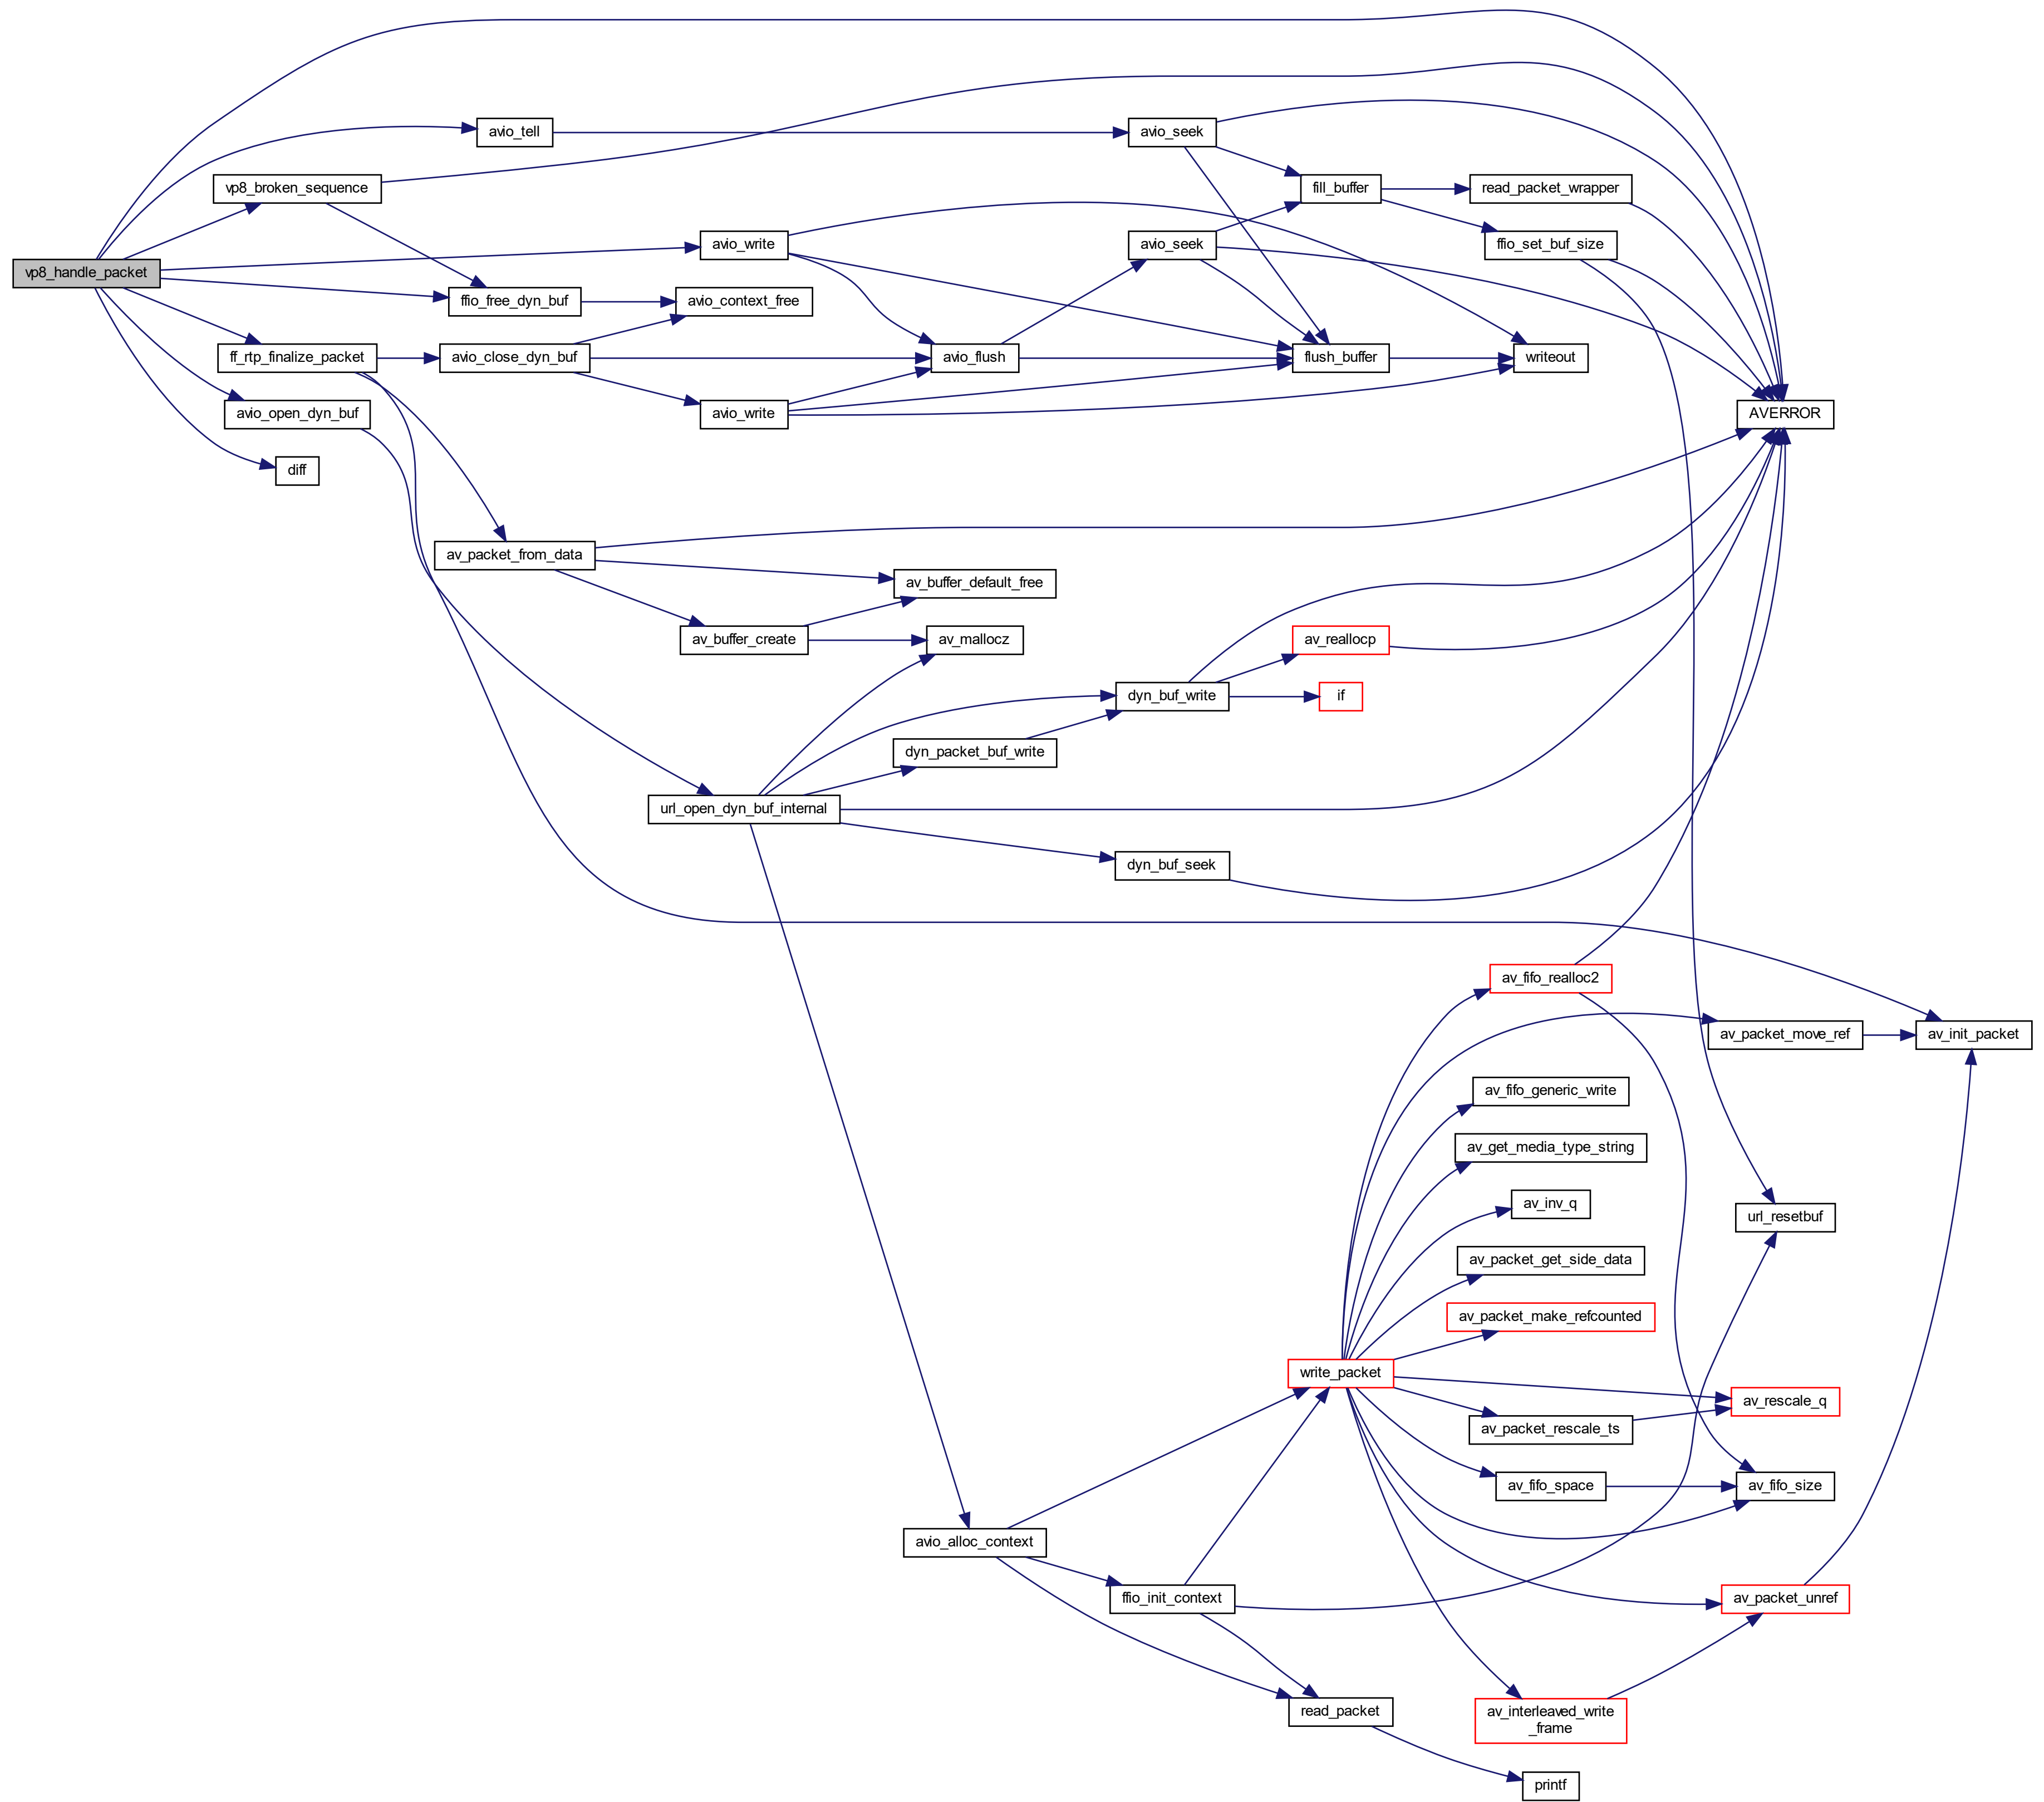 avio_tell
avio_seek
vp8_broken_sequence
fill_buffer
read_packet_wrapper
avio_write
avio_seek
ffio_set_buf_size
vp8_handle_packet
ffio_free_dyn_buf
avio_context_free
ff_rtp_finalize_packet
avio_close_dyn_buf
avio_flush
flush_buffer
writeout
avio_open_dyn_buf
avio_write
AVERROR
diff
av_packet_from_data
av_buffer_default_free
av_buffer_create
av_mallocz
av_reallocp
dyn_buf_write
if
dyn_packet_buf_write
url_open_dyn_buf_internal
dyn_buf_seek
av_fifo_realloc2
av_packet_move_ref
av_init_packet
av_fifo_generic_write
av_get_media_type_string
av_inv_q
url_resetbuf
av_packet_get_side_data
av_packet_make_refcounted
write_packet
av_rescale_q
av_packet_rescale_ts
av_fifo_space
av_fifo_size
avio_alloc_context
ffio_init_context
av_packet_unref
read_packet
av_interleaved_write
_frame
printf